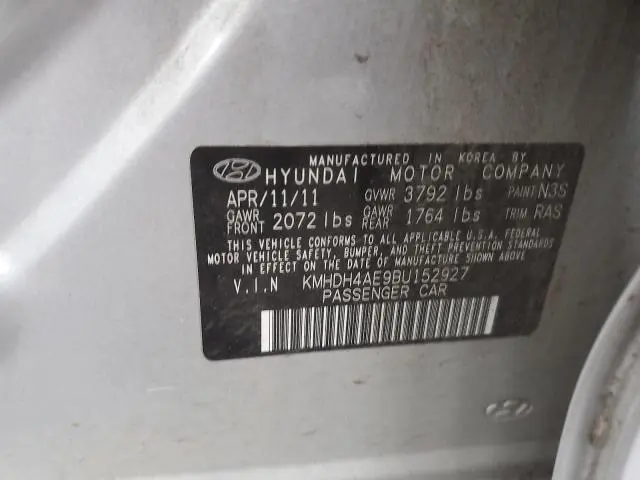 MANUFACTURED IN KOREA BY
HYUNDAI MOTOR COMPANY
APR/11/11 GVWR 3792 lbs PAINT N3S
GAWR FRONT 2072 lbs GAWR REAR 1764 lbs TRIM RAS
THIS VEHICLE CONFORMS TO ALL APPLICABLE U.S.A. FEDERAL
MOTOR VEHICLE SAFETY, BUMPER, AND THEFT PREVENTION STANDARDS
IN EFFECT ON THE DATE OF MANUFACTURE SHOWN ABOVE.
V.I.N KMHDH4AE9BU152927
PASSENGER CAR